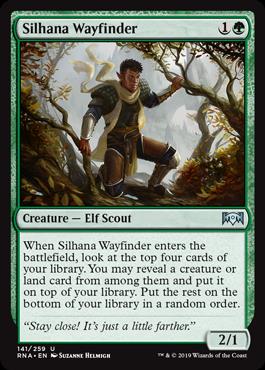 Silhana Wayfinder 1
Creature — Elf Scout
When Silhana Wayfinder enters the
battlefield, look at the top four cards of
your library. You may reveal a creature or
land card from among them and put it
on top of your library. Put the rest on the
bottom of your library in a random order.
“Stay close! It’s just a little farther.”
2/1
141/259 U
RNA • EN SUZANNE HELMIGH ™ & © 2019 Wizards of the Coast